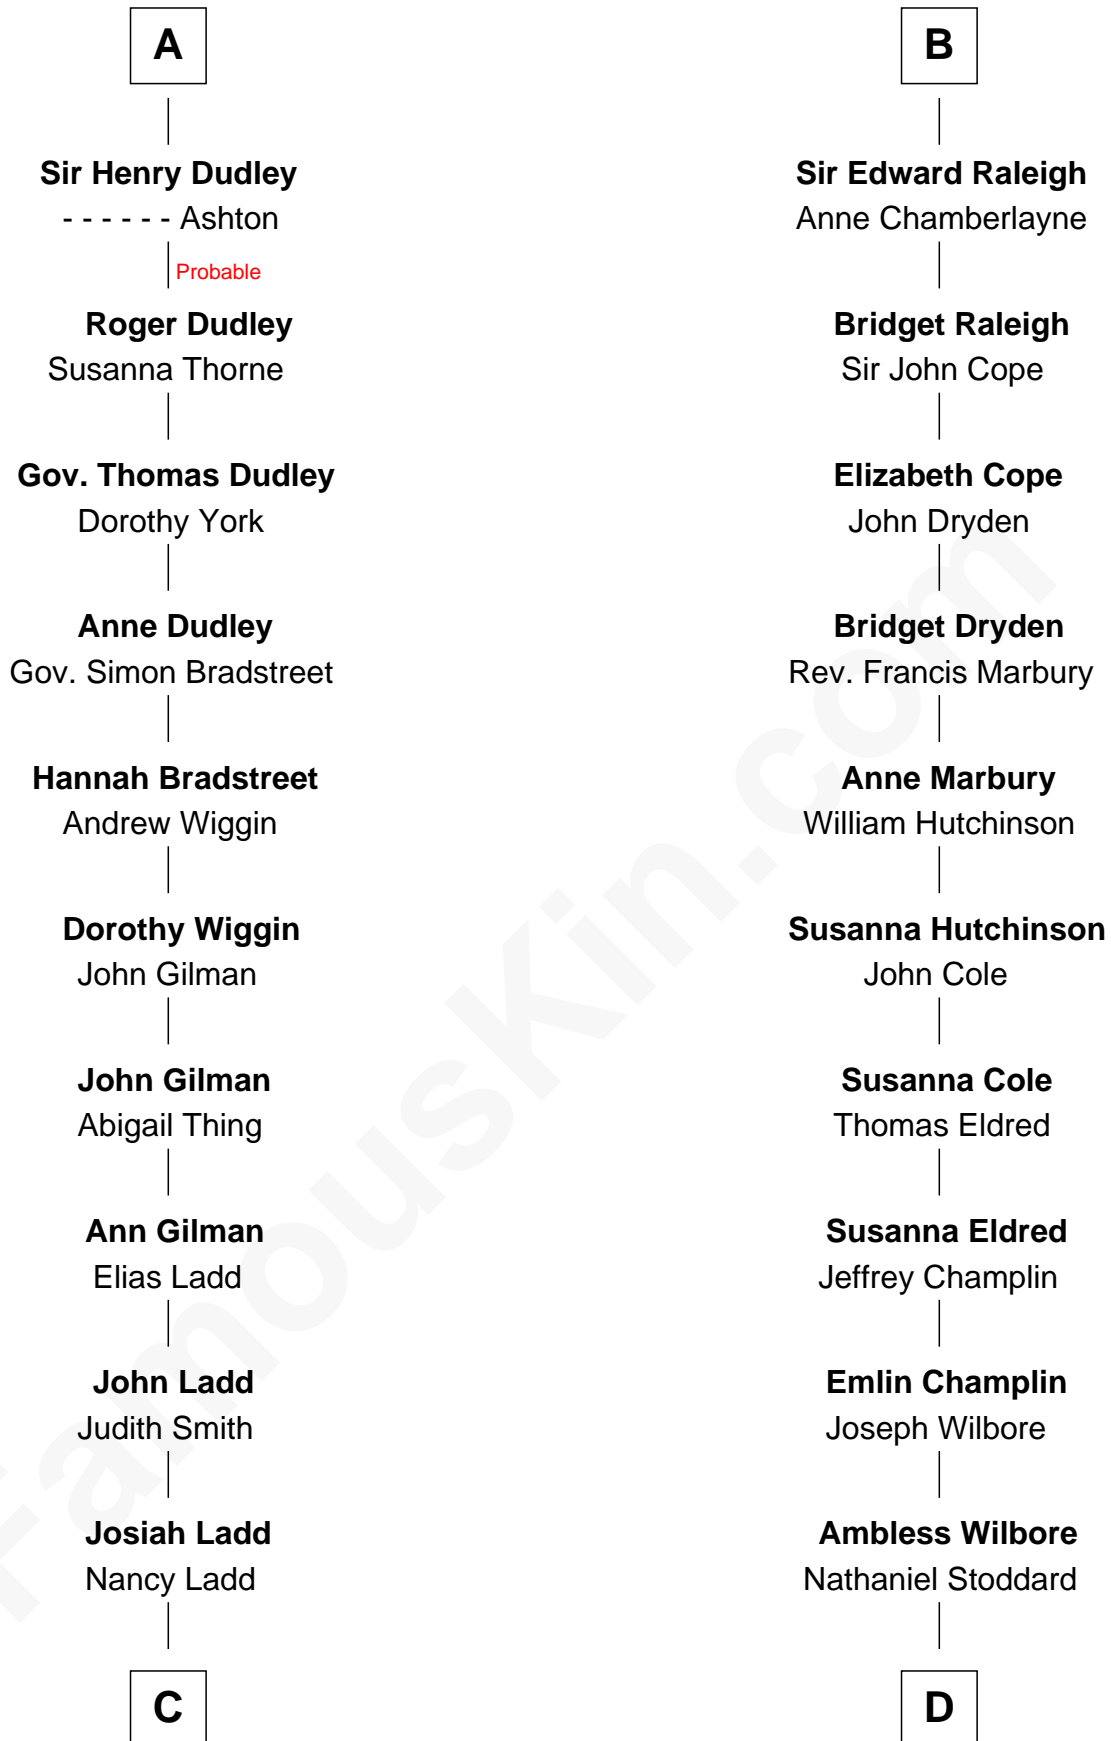 A
Sir Henry Dudley
- - - - - - Ashton
Probable
Roger Dudley
Susanna Thorne
Gov. Thomas Dudley
Dorothy York
Anne Dudley
Gov. Simon Bradstreet
Hannah Bradstreet
Andrew Wiggin
Dorothy Wiggin
John Gilman
John Gilman
Abigail Thing
Ann Gilman
Elias Ladd
John Ladd
Judith Smith
Josiah Ladd
Nancy Ladd
C
B
Sir Edward Raleigh
Anne Chamberlayne
Bridget Raleigh
Sir John Cope
Elizabeth Cope
John Dryden
Bridget Dryden
Rev. Francis Marbury
Anne Marbury
William Hutchinson
Susanna Hutchinson
John Cole
Susanna Cole
Thomas Eldred
Susanna Eldred
Jeffrey Champlin
Emlin Champlin
Joseph Wilbore
Ambless Wilbore
Nathaniel Stoddard
D
FamousKin.com